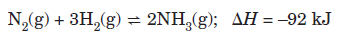 N₂(g) + 3H₂(g) ⇌ 2NH₃(g); ΔH = –92 kJ